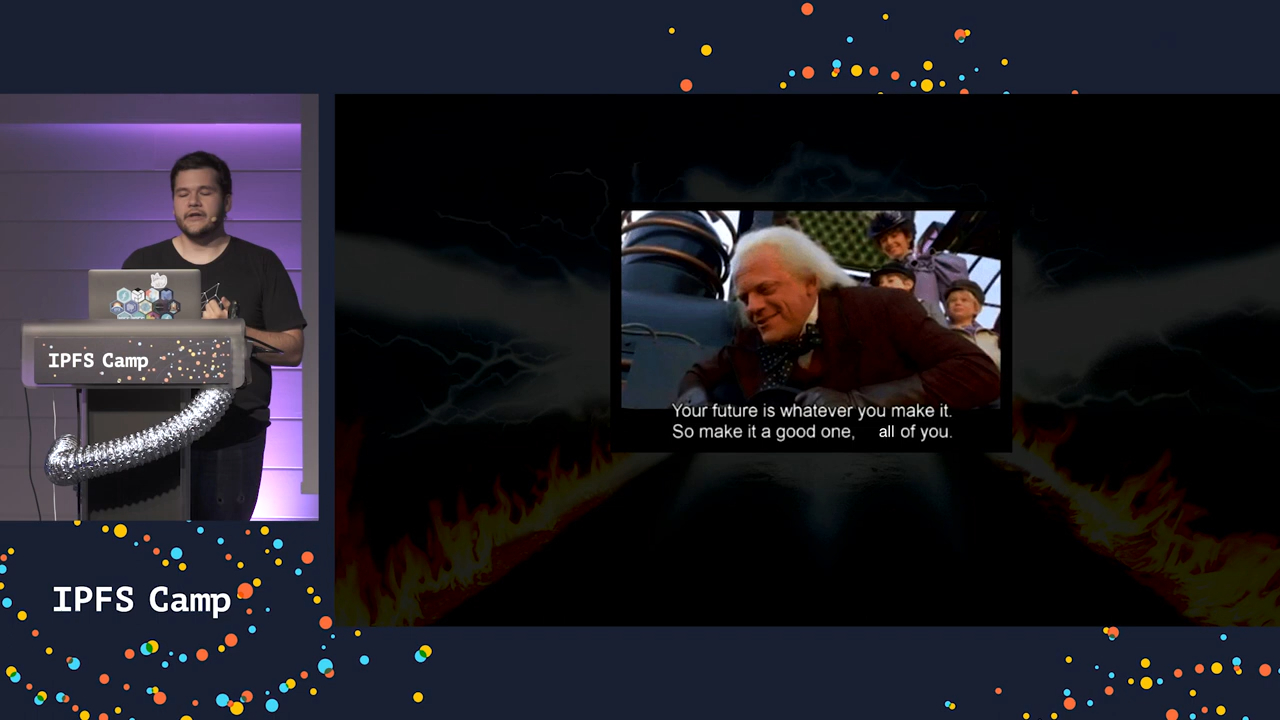 IPFS Camp
Your future is whatever you make it.
So make it a good one, all of you.
IPFS Camp